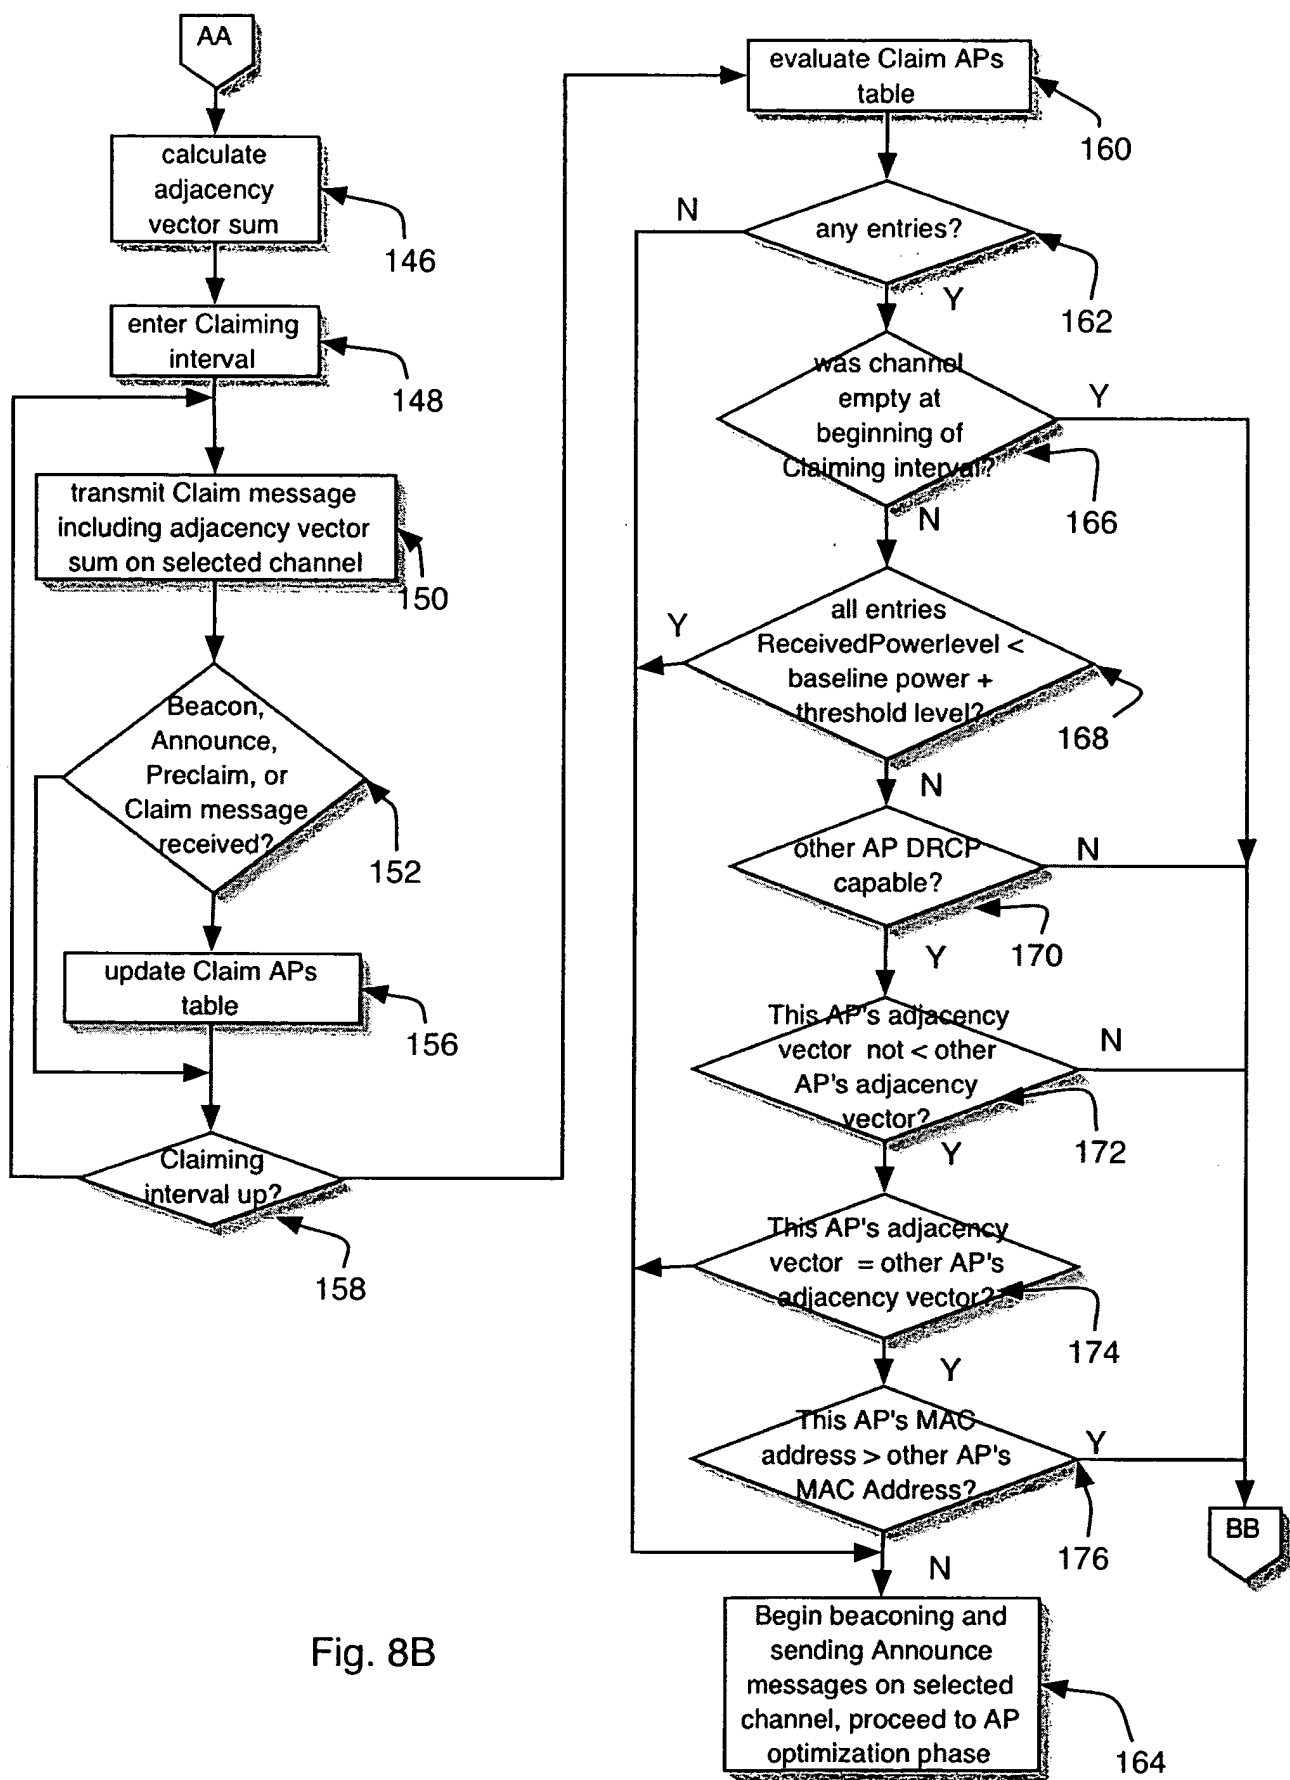 AA
calculate
adjacency
vector sum
146
enter Claiming
interval
148
transmit Claim message
including adjacency vector
sum on selected channel
150
Beacon,
Announce,
Preclaim, or
Claim message
received?
152
update Claim APs
table
156
Claiming
interval up?
158
evaluate Claim APs
table
160
any entries?
N
Y
162
was channel
empty at
beginning of
Claiming interval?
Y
N
166
all entries
ReceivedPowerlevel <
baseline power +
threshold level?
Y
N
168
other AP DRCP
capable?
N
Y
170
This AP's adjacency
vector not < other
AP's adjacency
vector?
N
Y
172
This AP's adjacency
vector = other AP's
adjacency vector?
Y
174
This AP's MAC
address > other AP's
MAC Address?
Y
N
176
BB
Begin beaconing and
sending Announce
messages on selected
channel, proceed to AP
optimization phase
164
Fig. 8B